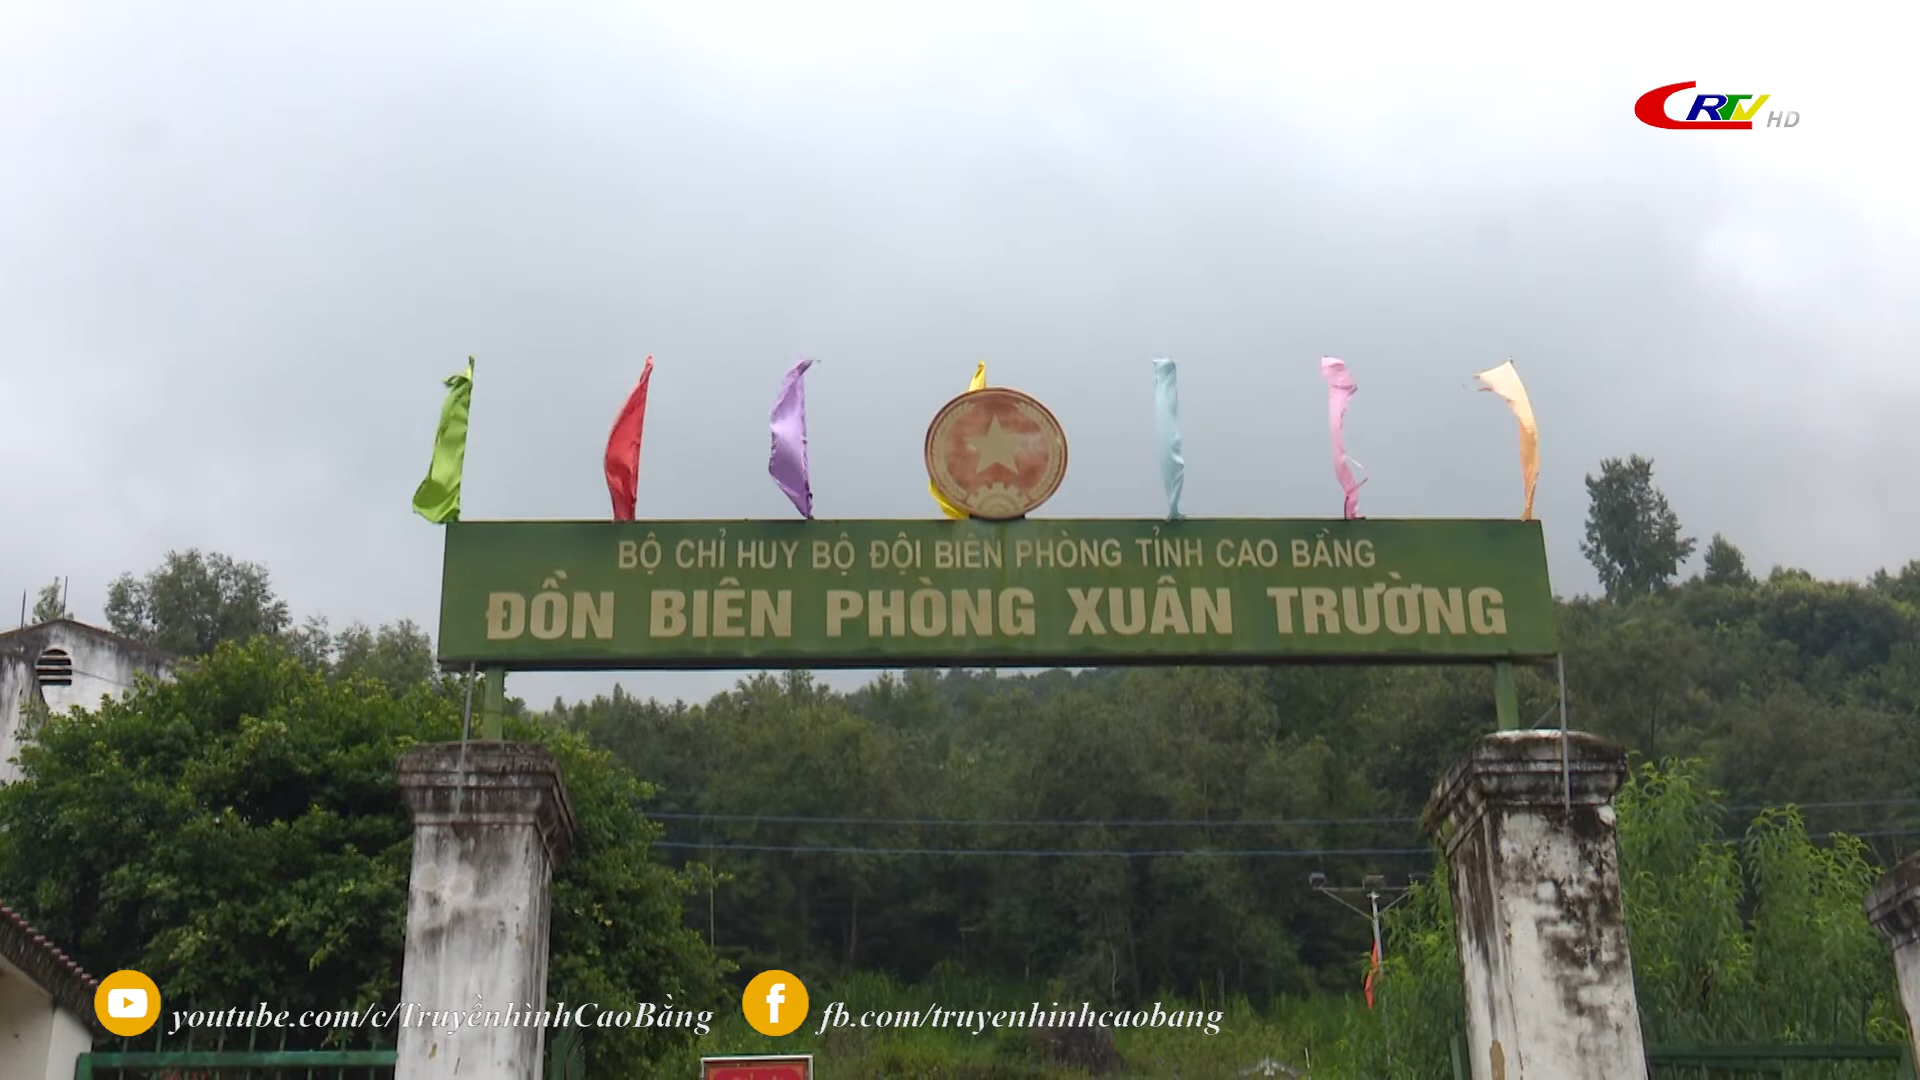 CRTV HD
BỘ CHỈ HUY BỘ ĐỘI BIÊN PHÒNG TỈNH CAO BẰNG
ĐỒN BIÊN PHÒNG XUÂN TRƯỜNG
youtube.com/c/TruyềnhìnhCaoBằng
fb.com/truyenhinhcaobang